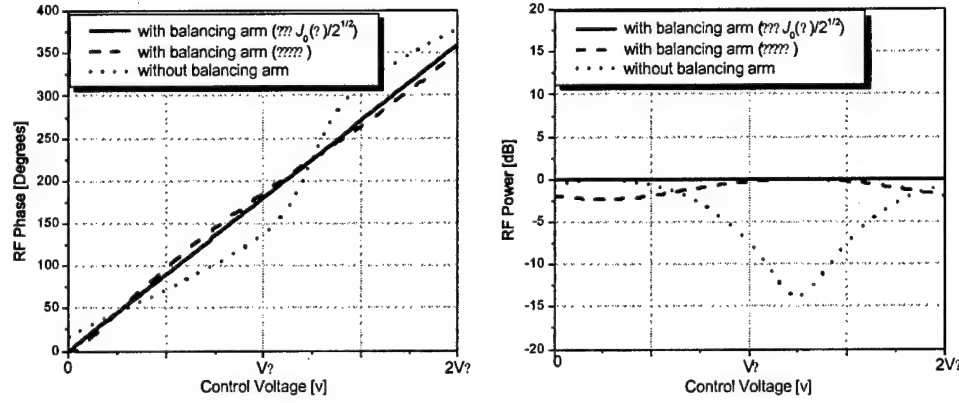 400
350
300
250
200
150
100
50
0
RF Phase [Degrees]
with balancing arm (??? J0(?)/2^1/2)
with balancing arm (?????)
without balancing arm
0
V?
2V?
Control Voltage [v]
20
15
10
5
0
-5
-10
-15
-20
RF Power [dB]
with balancing arm (??? J0(?)/2^1/2)
with balancing arm (?????)
without balancing arm
0
V?
2V?
Control Voltage [v]